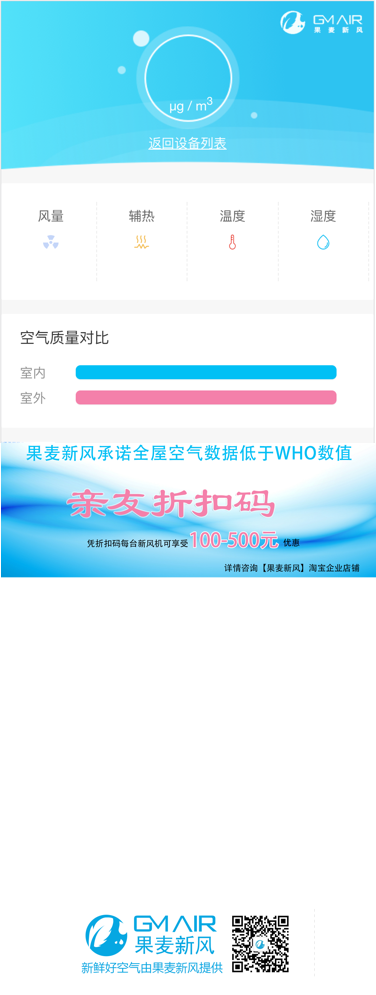 GM AIR
果麦新风
μg / m3
返回设备列表
风量 辅热 温度 湿度
空气质量对比
室内
室外
果麦新风承诺全屋空气数据低于WHO数值
亲友折扣码
凭折扣码每台新风机可享受100-500元 优惠
详情咨询【果麦新风】淘宝企业店铺
GM AIR
果麦新风
新鲜好空气由果麦新风提供